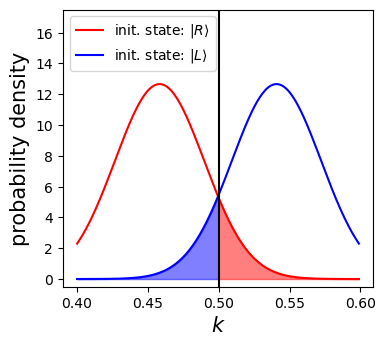 init. state: |R⟩
init. state: |L⟩
probability density
16
14
12
10
8
6
4
2
0
0.40 0.45 0.50 0.55 0.60
k